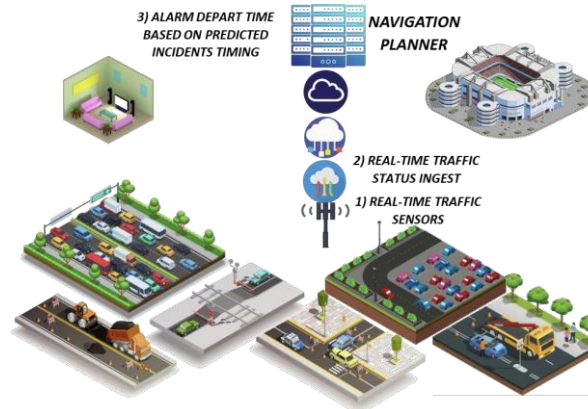 3) ALARM DEPART TIME
BASED ON PREDICTED
INCIDENTS TIMING
NAVIGATION
PLANNER
2) REAL-TIME TRAFFIC
STATUS INGEST
1) REAL-TIME TRAFFIC
SENSORS